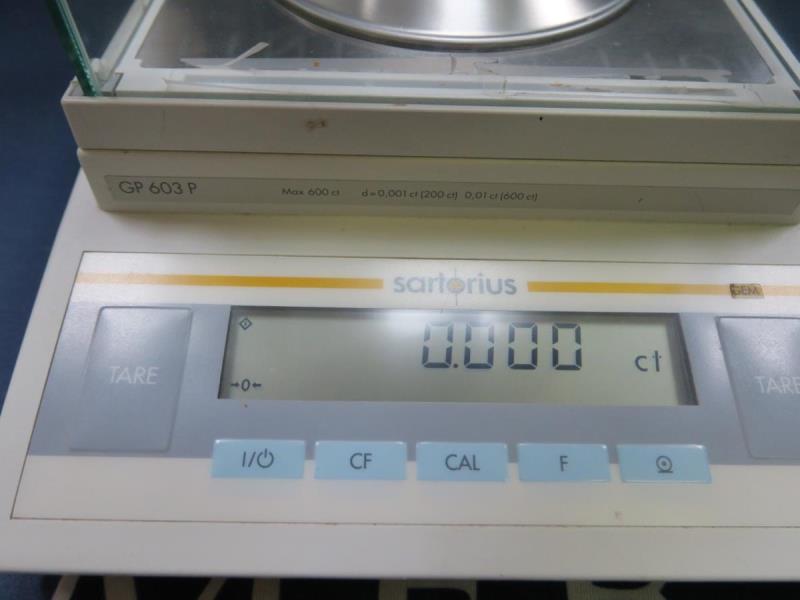 GP 603 P Max 600 ct d=0,001 ct (200 ct) 0,01 ct (600 ct)
sartorius
GEM
TARE
0.000 ct
→0←
TARE
I/⏻ CF CAL F